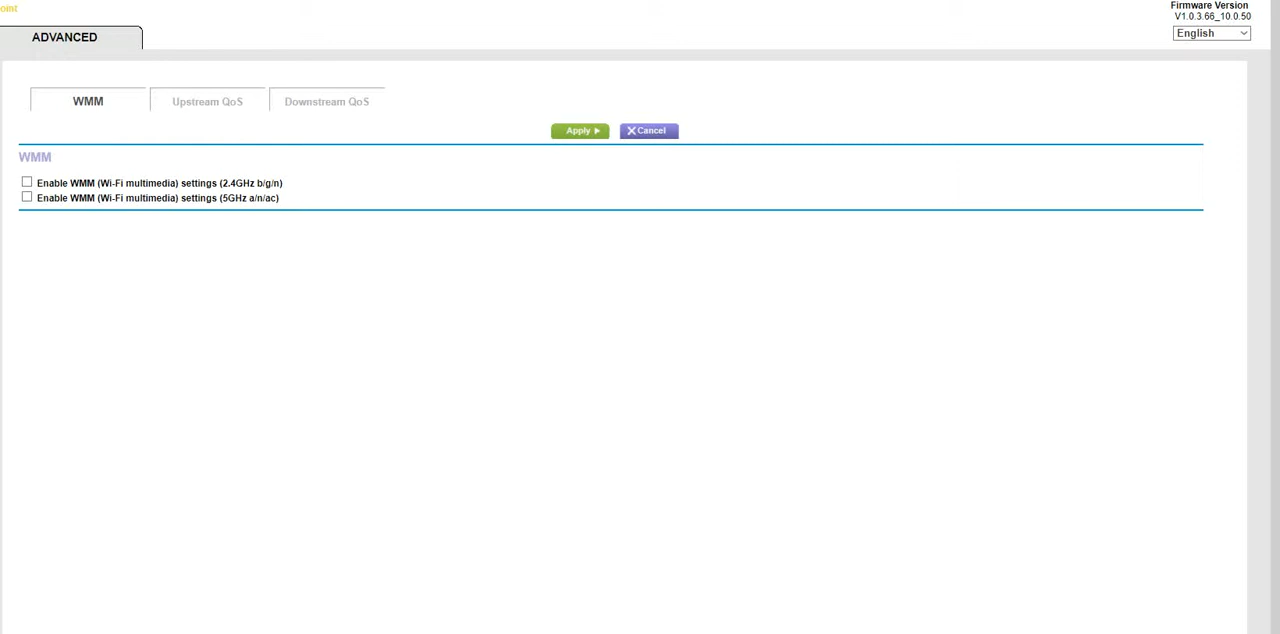 oint
Firmware Version
V1.0.3.66_10.0.50
English
ADVANCED
WMM
Upstream QoS
Downstream QoS
Apply
Cancel
WMM
Enable WMM (Wi-Fi multimedia) settings (2.4GHz b/g/n)
Enable WMM (Wi-Fi multimedia) settings (5GHz a/n/ac)